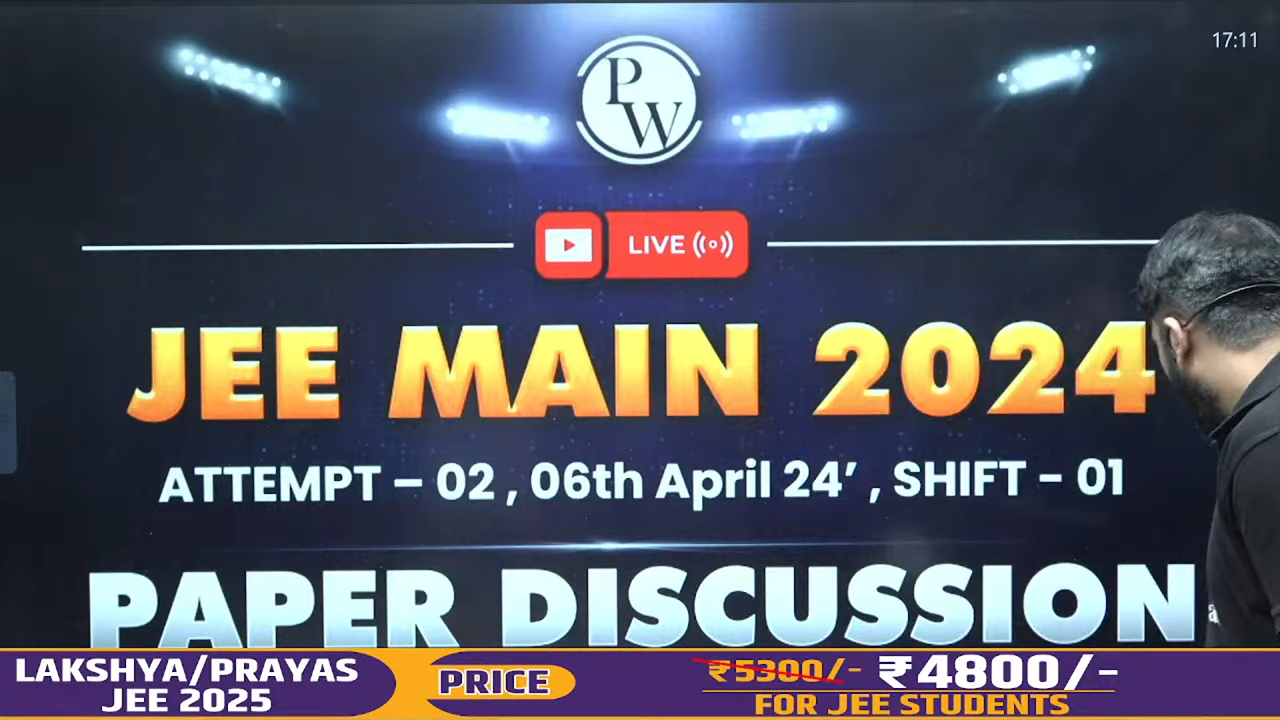 17:11
PW
LIVE
JEE MAIN 2024
ATTEMPT – 02 , 06th April 24’ , SHIFT – 01
PAPER DISCUSSION
LAKSHYA/PRAYAS
JEE 2025
PRICE
₹5300/- ₹4800/-
FOR JEE STUDENTS